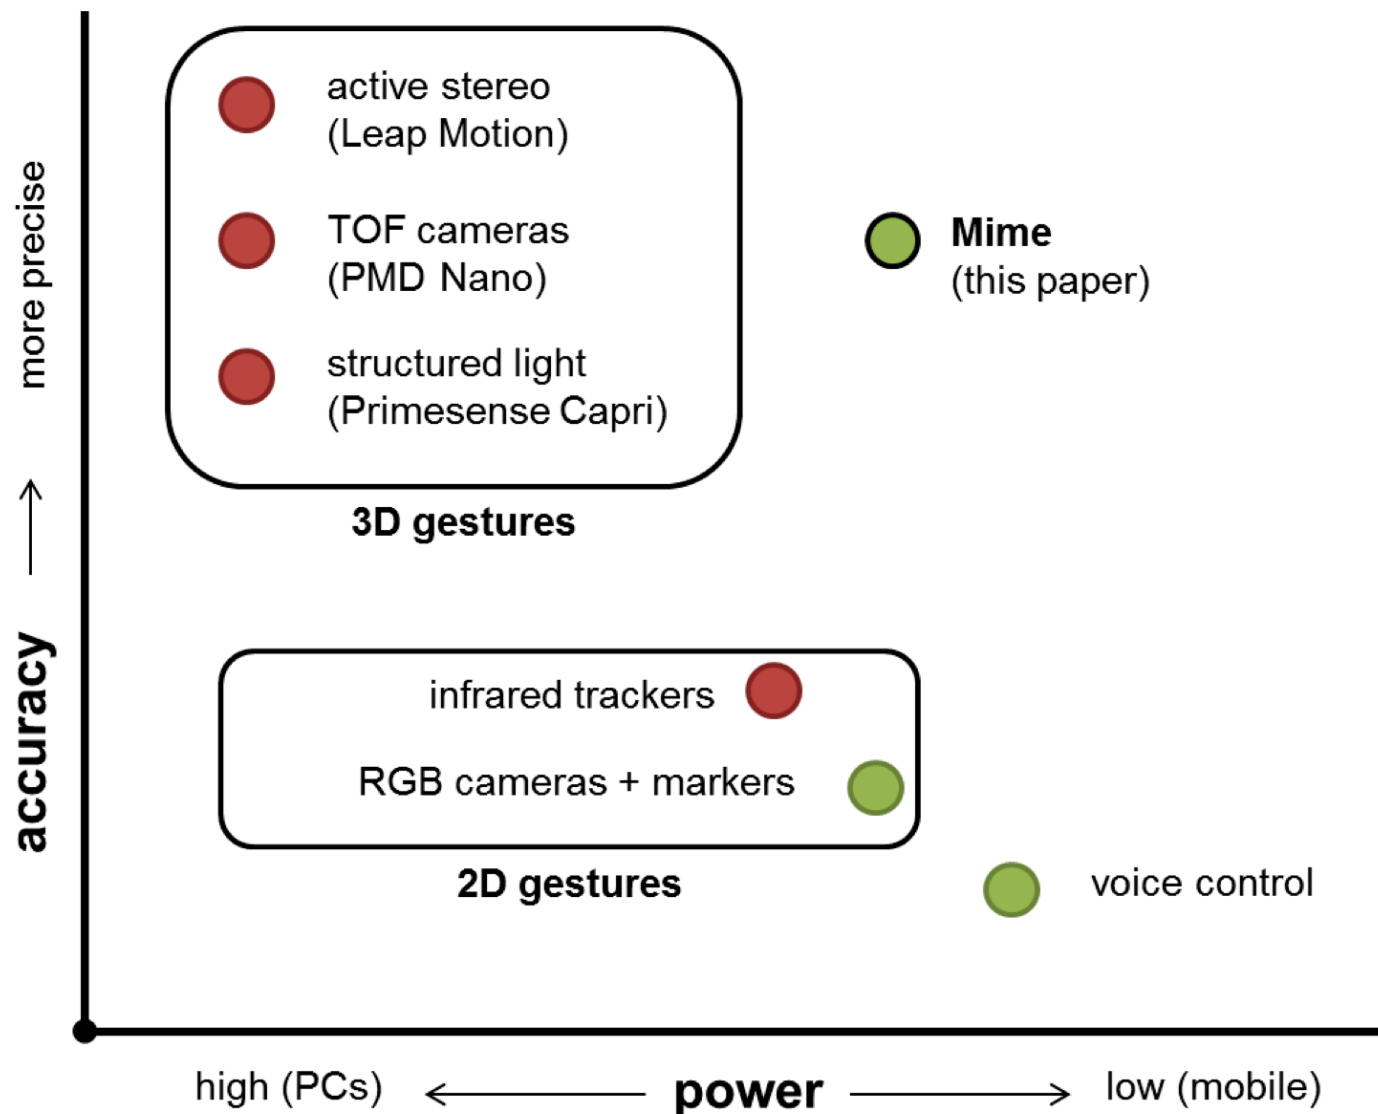 active stereo
(Leap Motion)
TOF cameras
(PMD Nano)
structured light
(Primesense Capri)
3D gestures
Mime
(this paper)
more precise
accuracy
infrared trackers
RGB cameras + markers
2D gestures
voice control
high (PCs)
power
low (mobile)